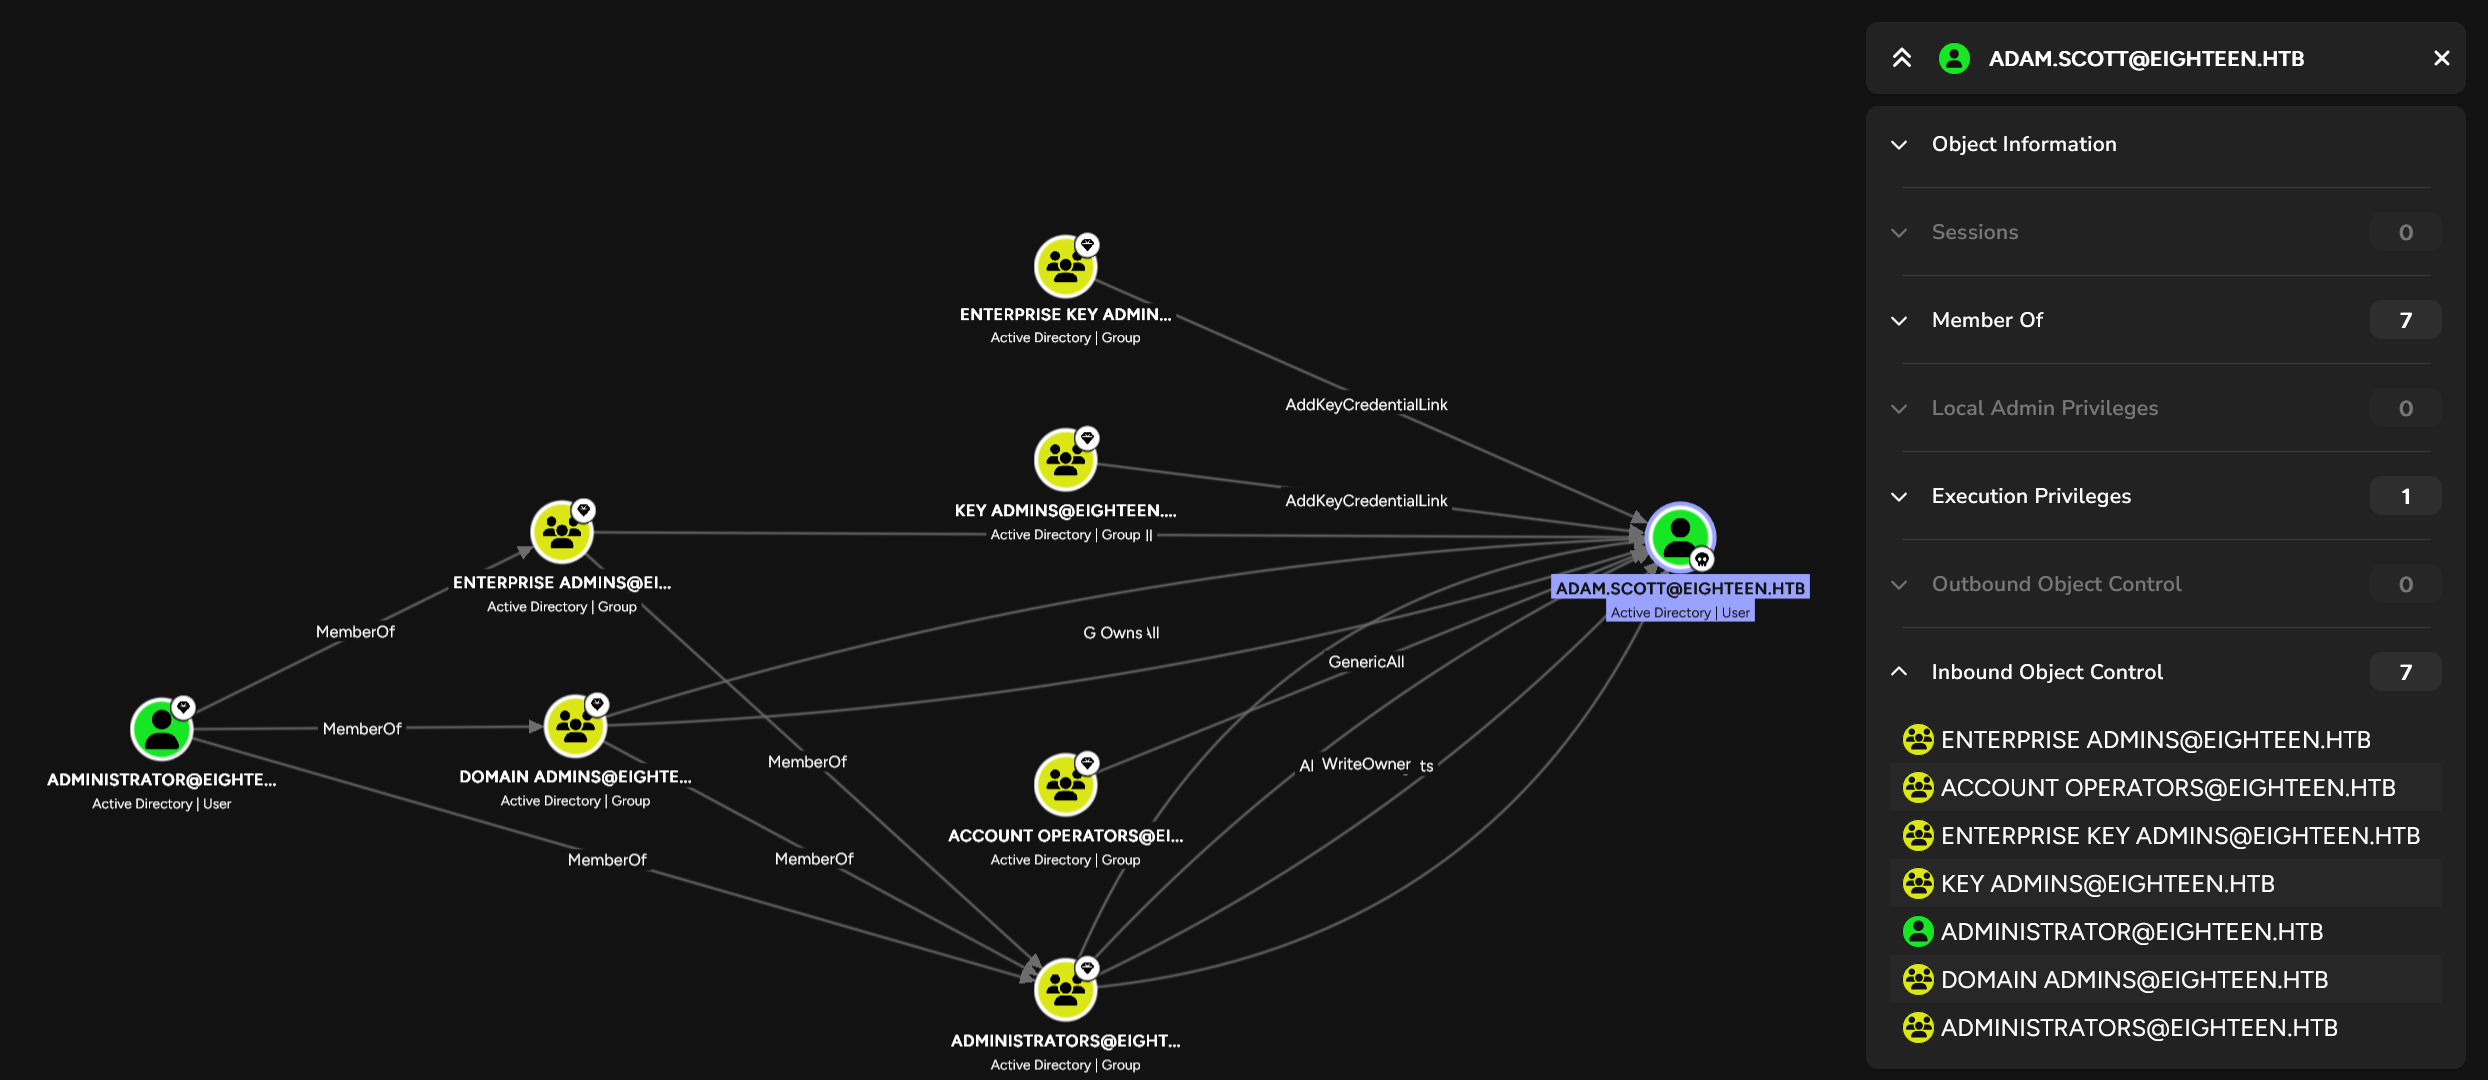 ENTERPRISE KEY ADMIN...
Active Directory | Group
AddKeyCredentialLink
KEY ADMINS@EIGHTEEN....
Active Directory | Group
AddKeyCredentialLink
ENTERPRISE ADMINS@EI...
Active Directory | Group
ADAM.SCOTT@EIGHTEEN.HTB
Active Directory | User
MemberOf
G Owns All
GenericAll
MemberOf
ADMINISTRATOR@EIGHTE...
Active Directory | User
DOMAIN ADMINS@EIGHTE...
Active Directory | Group
MemberOf
Al WriteOwner ts
ACCOUNT OPERATORS@EI...
Active Directory | Group
MemberOf
MemberOf
ADMINISTRATORS@EIGHT...
Active Directory | Group
ADAM.SCOTT@EIGHTEEN.HTB
Object Information
Sessions 0
Member Of 7
Local Admin Privileges 0
Execution Privileges 1
Outbound Object Control 0
Inbound Object Control 7
ENTERPRISE ADMINS@EIGHTEEN.HTB
ACCOUNT OPERATORS@EIGHTEEN.HTB
ENTERPRISE KEY ADMINS@EIGHTEEN.HTB
KEY ADMINS@EIGHTEEN.HTB
ADMINISTRATOR@EIGHTEEN.HTB
DOMAIN ADMINS@EIGHTEEN.HTB
ADMINISTRATORS@EIGHTEEN.HTB